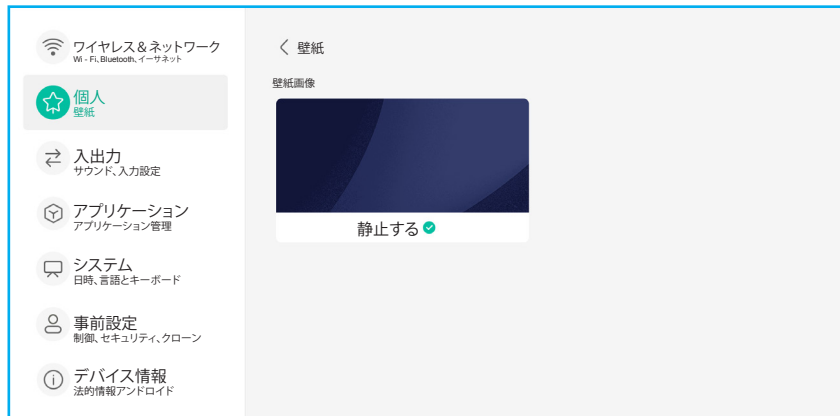 ワイヤレス&ネットワーク
Wi - Fi、Bluetooth、イーサネット
個人
壁紙
入出力
サウンド、入力設定
アプリケーション
アプリケーション管理
システム
日時、言語とキーボード
事前設定
制御、セキュリティ、クローン
デバイス情報
法的情報アンドロイド
壁紙
壁紙画像
静止する